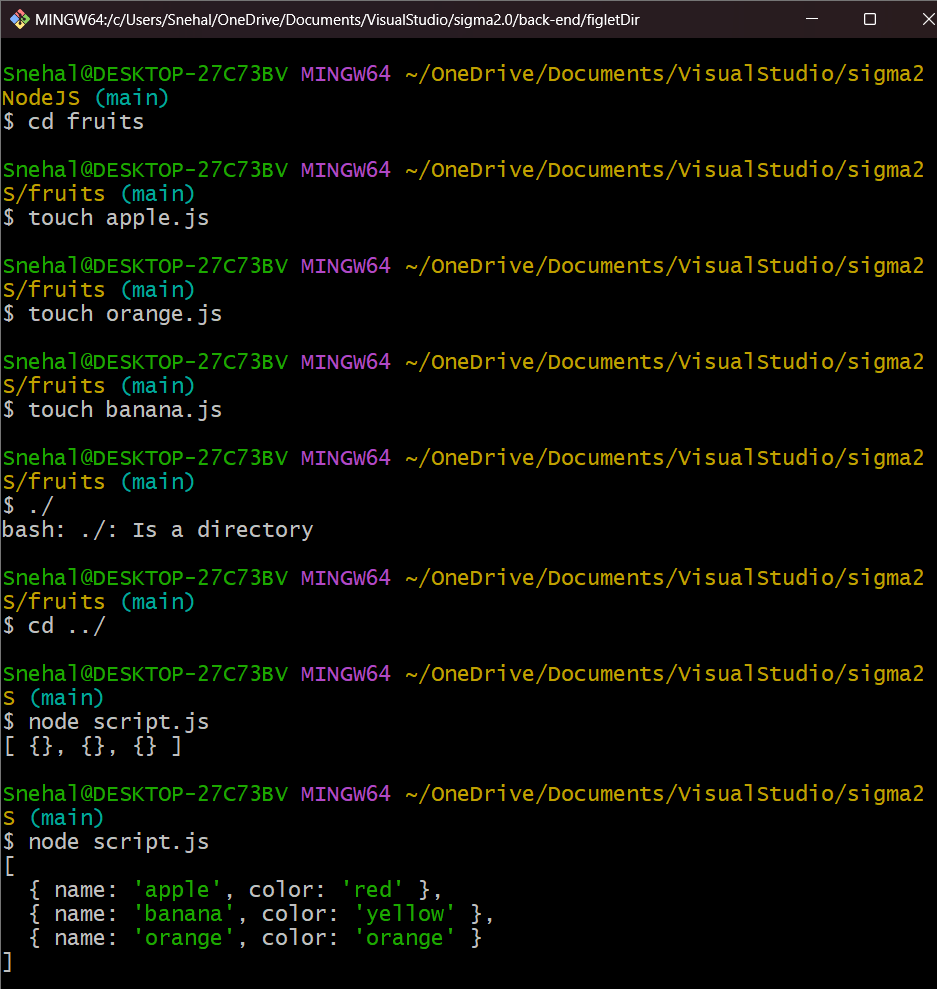 MINGW64:/c/Users/Snehal/OneDrive/Documents/VisualStudio/sigma2.0/back-end/figletDir
Snehal@DESKTOP-27C73BV MINGW64 ~/OneDrive/Documents/VisualStudio/sigma2
NodeJS (main)
$ cd fruits
Snehal@DESKTOP-27C73BV MINGW64 ~/OneDrive/Documents/VisualStudio/sigma2
S/fruits (main)
$ touch apple.js
Snehal@DESKTOP-27C73BV MINGW64 ~/OneDrive/Documents/VisualStudio/sigma2
S/fruits (main)
$ touch orange.js
Snehal@DESKTOP-27C73BV MINGW64 ~/OneDrive/Documents/VisualStudio/sigma2
S/fruits (main)
$ touch banana.js
Snehal@DESKTOP-27C73BV MINGW64 ~/OneDrive/Documents/VisualStudio/sigma2
S/fruits (main)
$ ./
bash: ./: Is a directory
Snehal@DESKTOP-27C73BV MINGW64 ~/OneDrive/Documents/VisualStudio/sigma2
S/fruits (main)
$ cd ../
Snehal@DESKTOP-27C73BV MINGW64 ~/OneDrive/Documents/VisualStudio/sigma2
S (main)
$ node script.js
[ {}, {}, {} ]
Snehal@DESKTOP-27C73BV MINGW64 ~/OneDrive/Documents/VisualStudio/sigma2
S (main)
$ node script.js
[
  { name: 'apple', color: 'red' },
  { name: 'banana', color: 'yellow' },
  { name: 'orange', color: 'orange' }
]